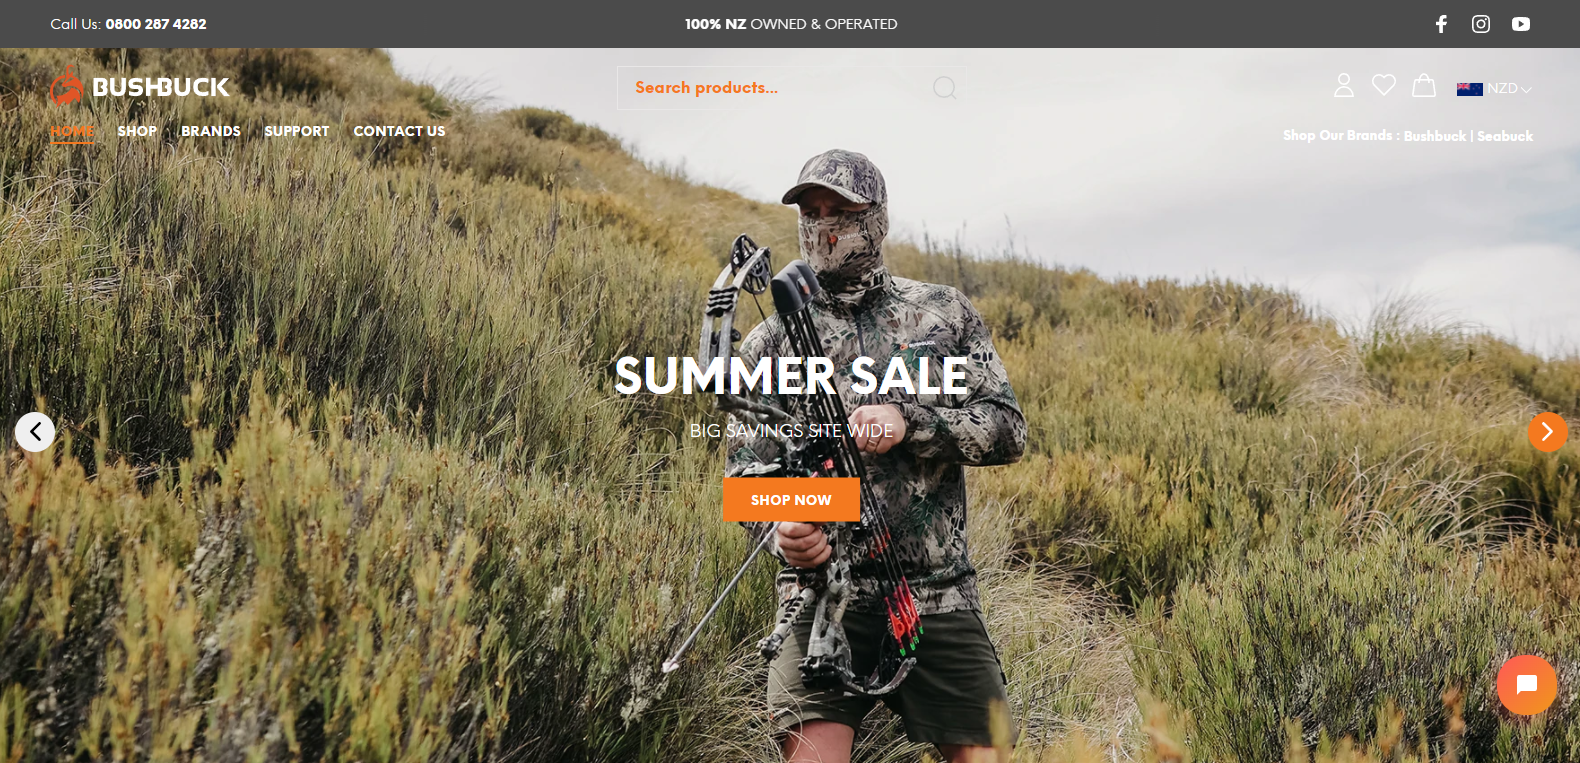 Call Us: 0800 287 4282
100% NZ OWNED & OPERATED
BUSHBUCK
Search products...
NZD
HOME
SHOP
BRANDS
SUPPORT
CONTACT US
Shop Our Brands : Bushbuck | Seabuck
BUSHBUCK
SUMMER SALE
BIG SAVINGS SITE WIDE
SHOP NOW